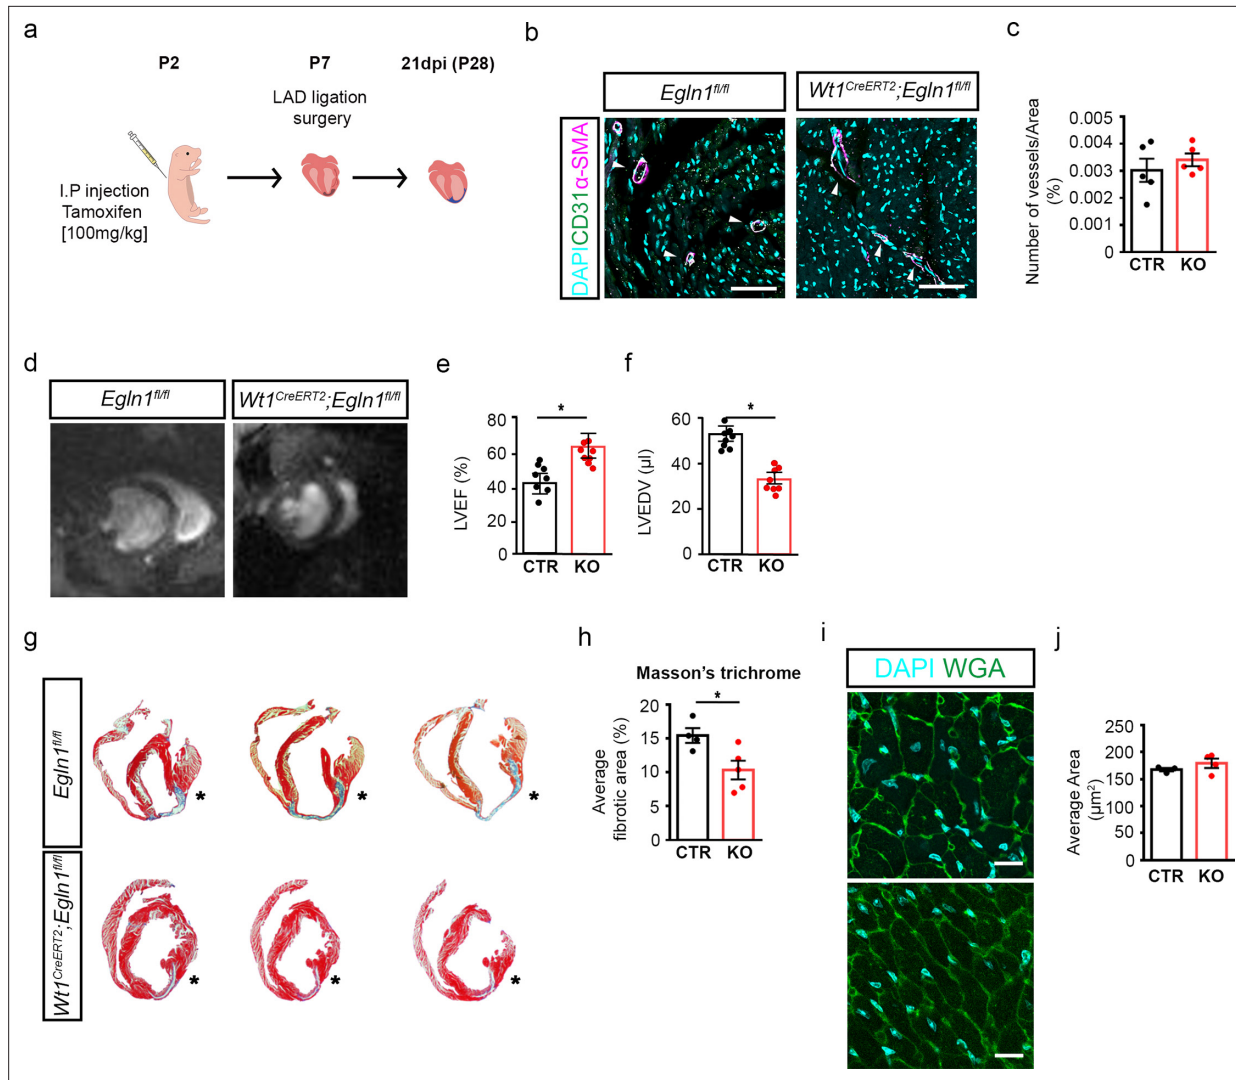 a
P2
P7
21dpi (P28)
LAD ligation
surgery
I.P injection
Tamoxifen
[100mg/kg]
b
Egln1fl/fl
Wt1CreERT2;Egln1fl/fl
DAPICD31α-SMA
c
Number of vessels/Area
(%)
0.005
0.004
0.003
0.002
0.001
0
CTR
KO
d
Egln1fl/fl
Wt1CreERT2;Egln1fl/fl
e
LVEF (%)
80
60
40
20
0
*
CTR
KO
f
LVEDV (µl)
60
40
20
0
*
CTR
KO
g
Egln1fl/fl
*
*
*
Wt1CreERT2;Egln1fl/fl
*
*
*
h
Masson's trichrome
Average
fibrotic area (%)
20
15
10
5
0
*
CTR
KO
i
DAPI WGA
j
Average Area
(µm²)
250
200
150
100
50
0
CTR
KO